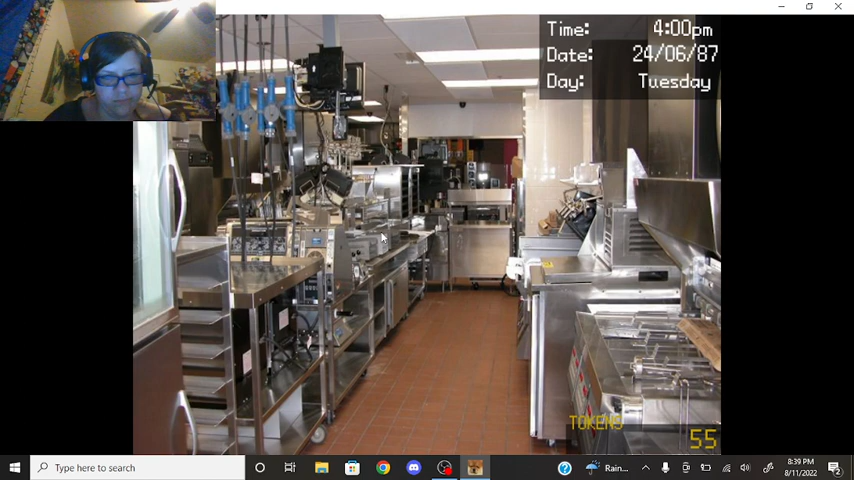 Time: 4:00pm
Date: 24/06/87
Day: Tuesday
TOKENS
55
Type here to search
Rain...
8:39 PM
8/11/2022
2